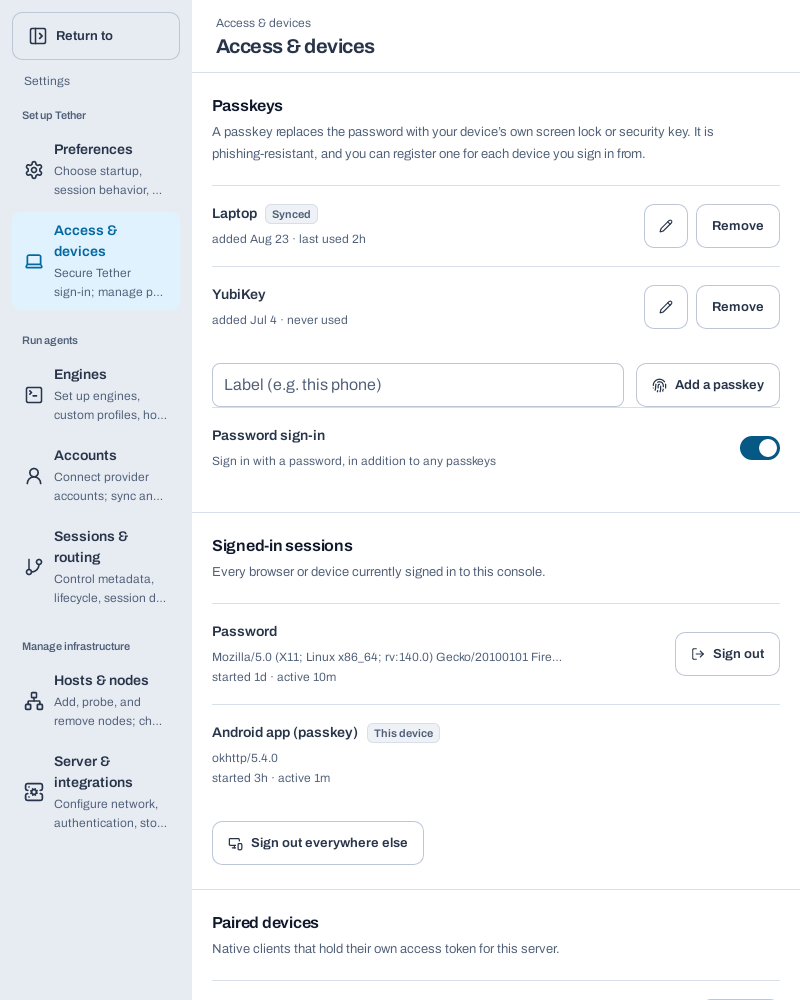 Return to
Settings
Set up Tether
Preferences
Choose startup,
session behavior, ...
Access &
devices
Secure Tether
sign-in; manage p...
Run agents
Engines
Set up engines,
custom profiles, ho...
Accounts
Connect provider
accounts; sync an...
Sessions &
routing
Control metadata,
lifecycle, session d...
Manage infrastructure
Hosts & nodes
Add, probe, and
remove nodes; ch...
Server &
integrations
Configure network,
authentication, sto...
Access & devices
Access & devices
Passkeys
A passkey replaces the password with your device’s own screen lock or security key. It is
phishing-resistant, and you can register one for each device you sign in from.
Laptop Synced
added Aug 23 · last used 2h
Remove
YubiKey
added Jul 4 · never used
Remove
Label (e.g. this phone)
Add a passkey
Password sign-in
Sign in with a password, in addition to any passkeys
Signed-in sessions
Every browser or device currently signed in to this console.
Password
Mozilla/5.0 (X11; Linux x86_64; rv:140.0) Gecko/20100101 Fire...
started 1d · active 10m
Sign out
Android app (passkey) This device
okhttp/5.4.0
started 3h · active 1m
Sign out everywhere else
Paired devices
Native clients that hold their own access token for this server.